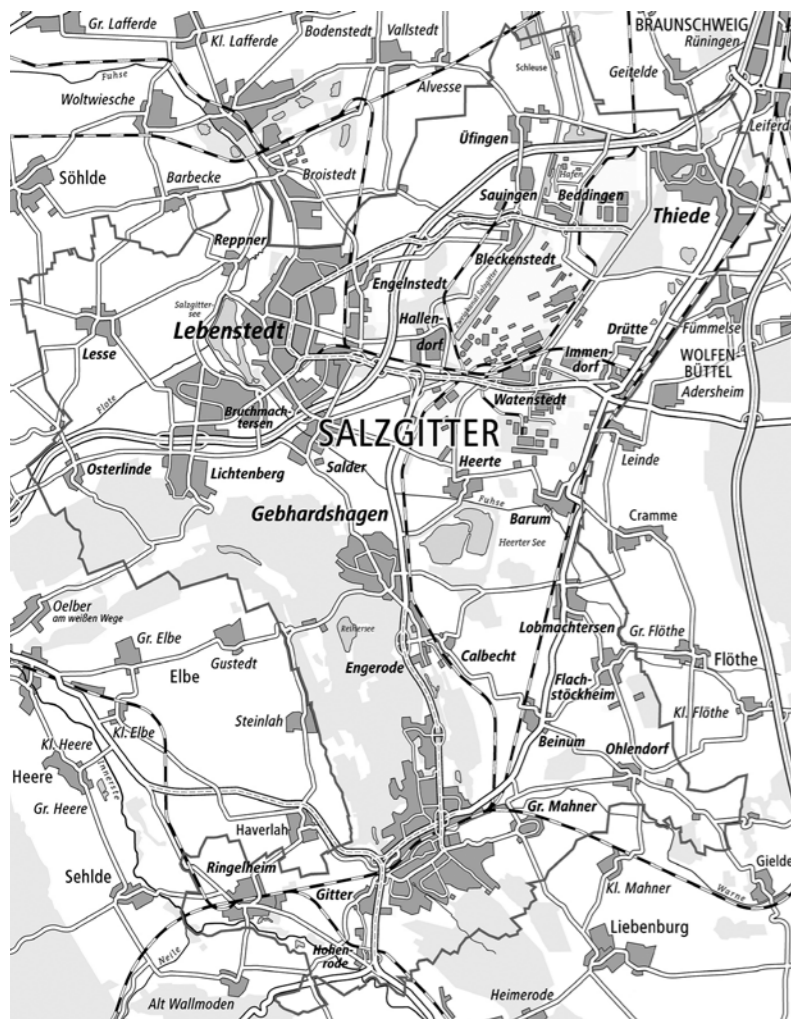 Gr. Lafferde
Kl. Lafferde
Bodenstedt
Vallstedt
BRAUNSCHWEIG
Rüningen
Schleuse
Geitelde
Fuhse
Woltwiesche
Alvesse
Leiferde
Üfingen
Söhlde
Barbecke
Broistedt
Hafen
Sauingen
Beddingen
Thiede
Reppner
Bleckenstedt
Engelnstedt
Salzgitter-
see
Zweigkanal Salzgitter
Lebenstedt
Hallen-
dorf
Drütte
Fümmelse
Lesse
Immen-
dorf
WOLFEN-
BÜTTEL
Flote
Watenstedt
Adersheim
Bruchmach-
tersen
SALZGITTER
Osterlinde
Lichtenberg
Salder
Heerte
Leinde
Fuhse
Gebhardshagen
Barum
Cramme
Heerter See
Oelber
am weißen Wege
Reihersee
Lobmachtersen
Gr. Elbe
Gr. Flöthe
Gustedt
Engerode
Calbecht
Flöthe
Elbe
Flach-
stöckheim
Steinlah
Kl. Flöthe
Kl. Elbe
Kl. Heere
Beinum
Ohlendorf
Heere
Innerste
Gr. Heere
Gr. Mahner
Haverlah
Gielde
Sehlde
Ringelheim
Kl. Mahner
Warne
Gitter
Liebenburg
Neile
Hohen-
rode
Alt Wallmoden
Heimerode